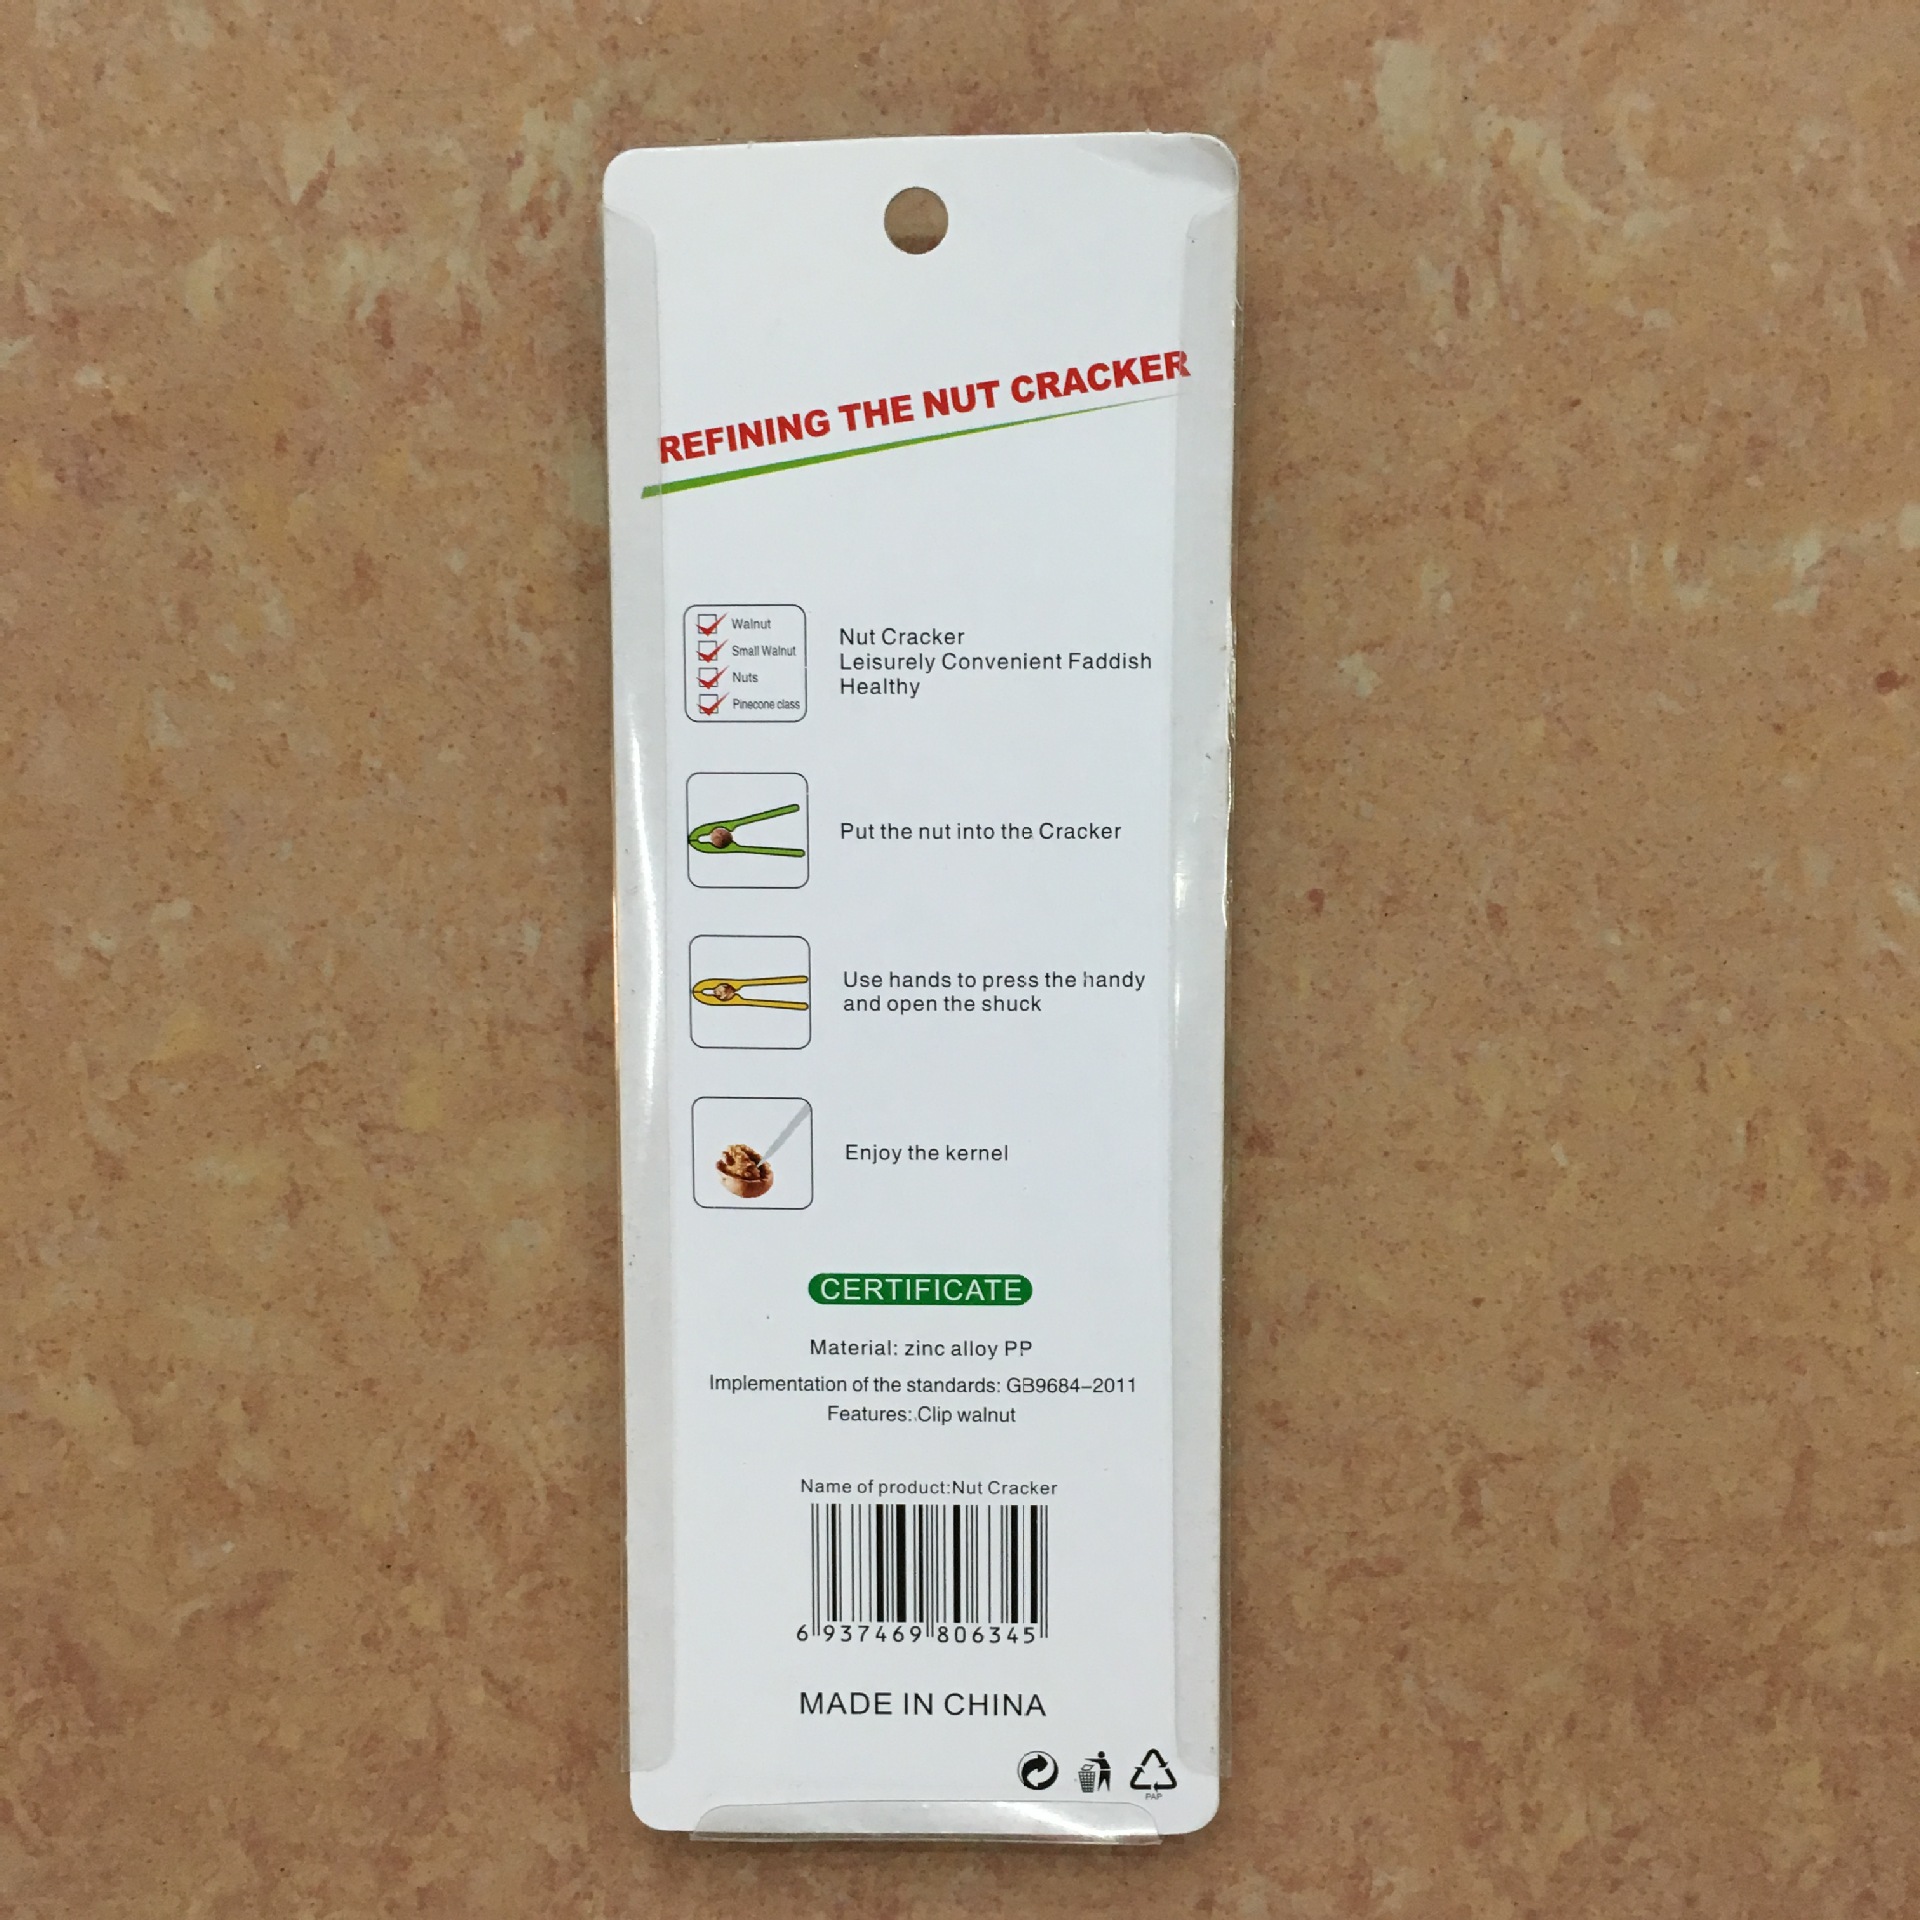 REFINING THE NUT CRACKER
Walnut
Small Walnut
Nuts
Pinecone class
Nut Cracker
Leisurely Convenient Faddish
Healthy
Put the nut into the Cracker
Use hands to press the handy
and open the shuck
Enjoy the kernel
CERTIFICATE
Material: zinc alloy PP
Implementation of the standards: GB9684-2011
Features: Clip walnut
Name of product:Nut Cracker
6 937469 806345
MADE IN CHINA
PAP